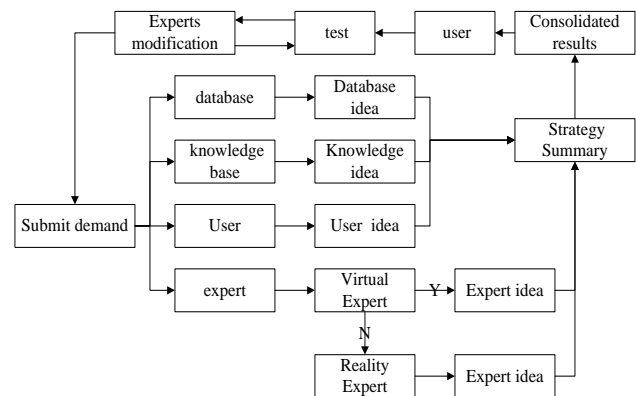 Experts
modification
test
user
Consolidated
results
database
Database
idea
knowledge
base
Knowledge
idea
Strategy
Summary
Submit demand
User
User idea
expert
Virtual
Expert
Y
Expert idea
N
Reality
Expert
Expert idea